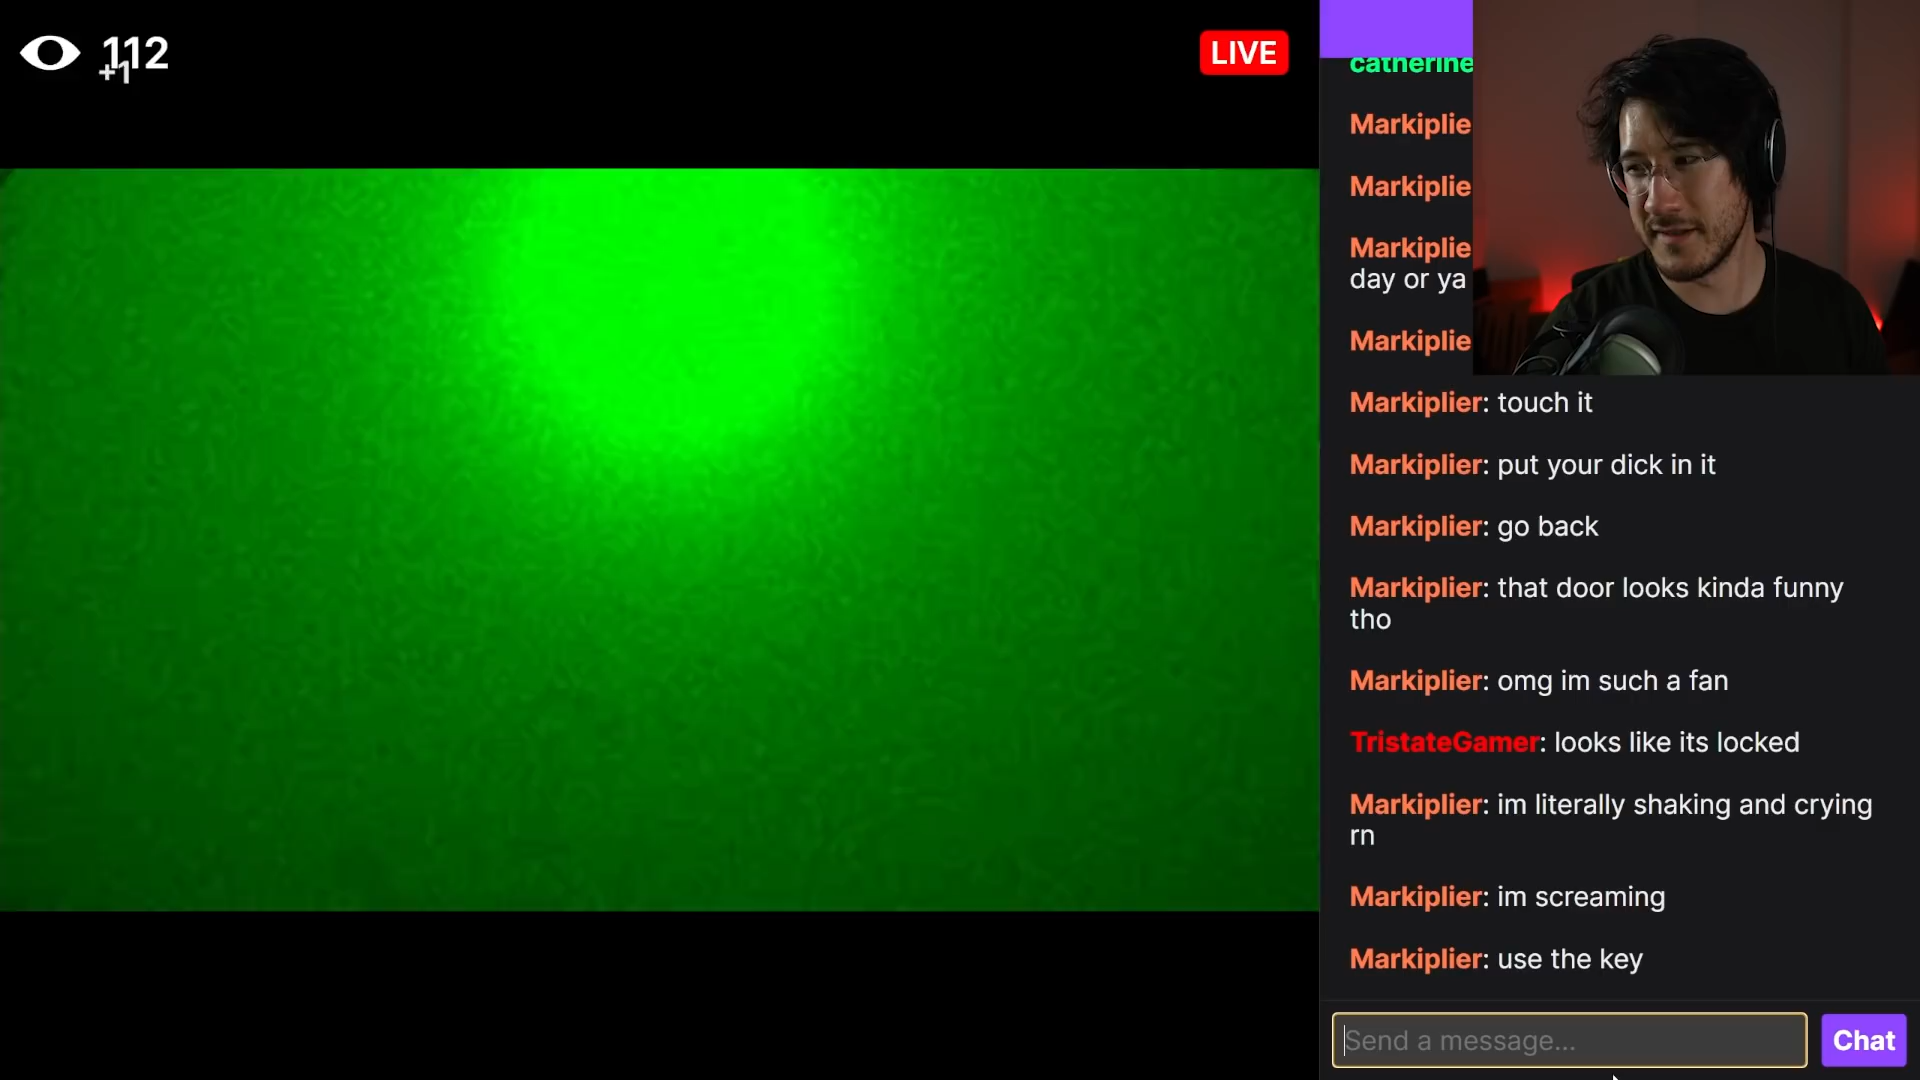 112
+1
LIVE
catherine
Markiplie
Markiplie
Markiplie
day or ya
Markiplie
Markiplier: touch it
Markiplier: put your dick in it
Markiplier: go back
Markiplier: that door looks kinda funny
tho
Markiplier: omg im such a fan
TristateGamer: looks like its locked
Markiplier: im literally shaking and crying
rn
Markiplier: im screaming
Markiplier: use the key
Send a message...
Chat